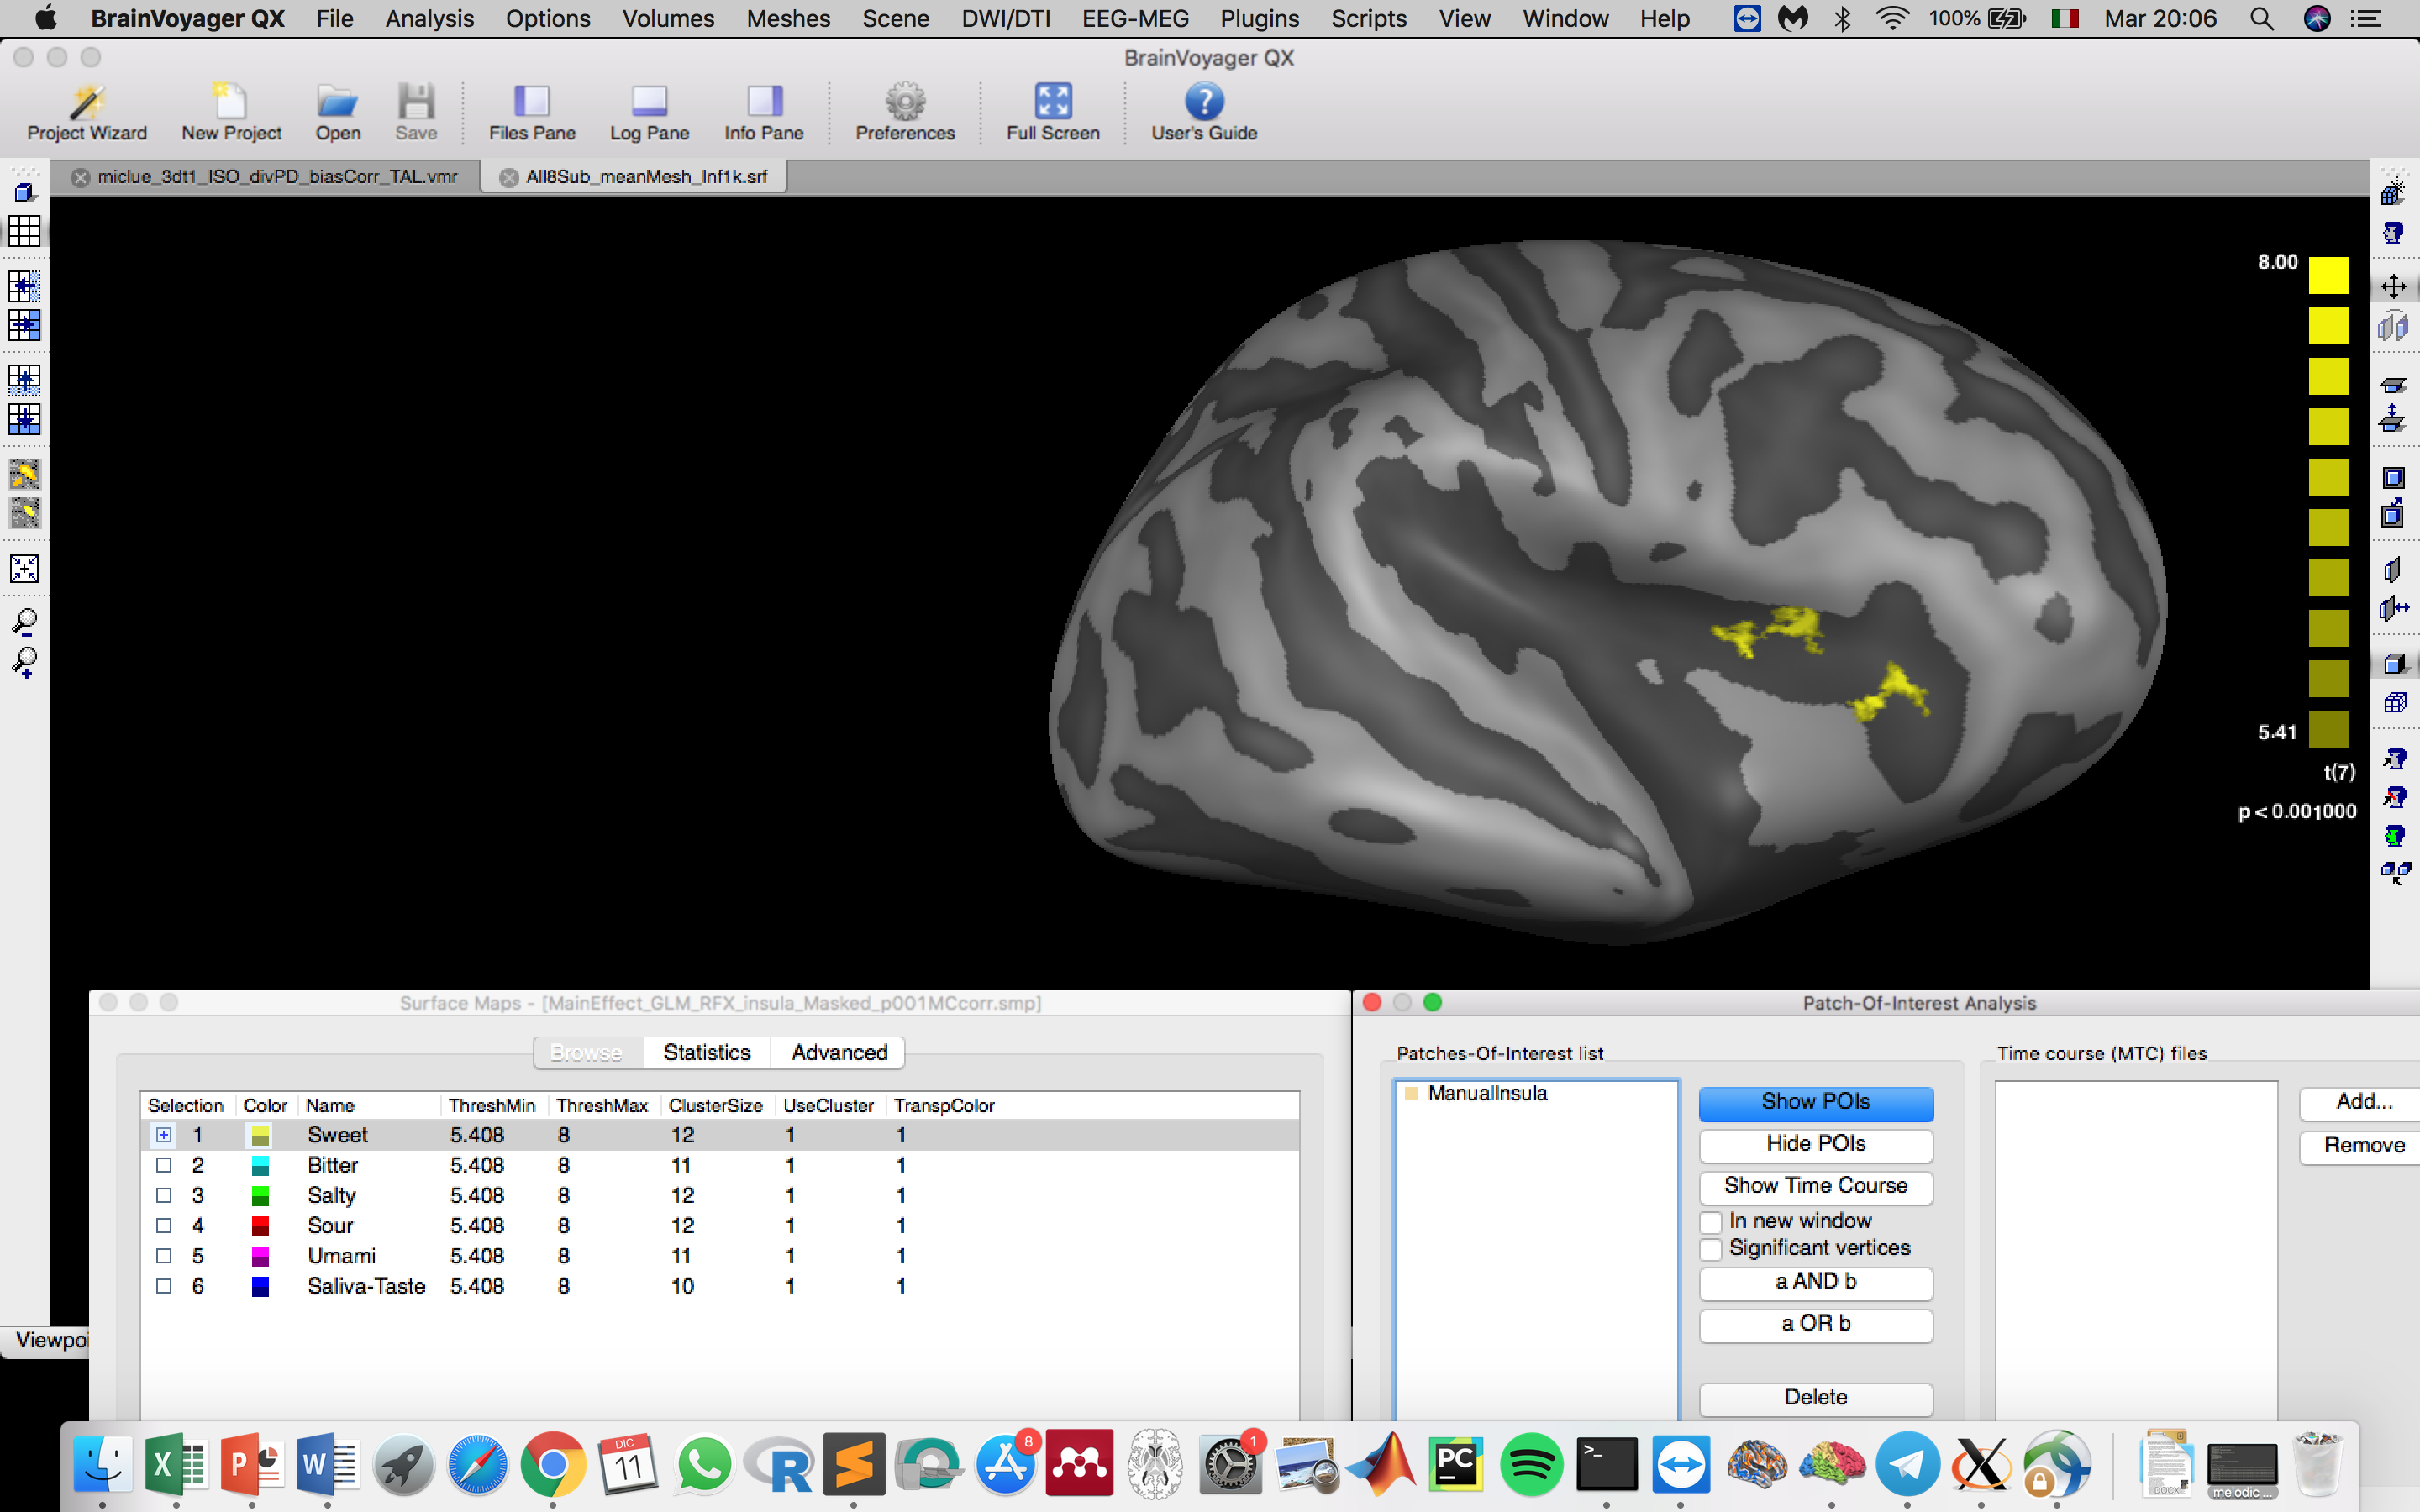 BrainVoyager QX File Analysis Options Volumes Meshes Scene DWI/DTI EEG-MEG Plugins Scripts View Window Help 100% Mar 20:06
BrainVoyager QX
Project Wizard New Project Open Save Files Pane Log Pane Info Pane Preferences Full Screen User's Guide
miclue_3dt1_ISO_divPD_biasCorr_TAL.vmr All8Sub_meanMesh_Inf1k.srf
8.00
5.41
t(7)
p < 0.001000
Surface Maps - [MainEffect_GLM_RFX_insula_Masked_p001MCcorr.smp]
Browse Statistics Advanced
Selection Color Name ThreshMin ThreshMax ClusterSize UseCluster TranspColor
1 Sweet 5.408 8 12 1 1
2 Bitter 5.408 8 11 1 1
3 Salty 5.408 8 12 1 1
4 Sour 5.408 8 12 1 1
5 Umami 5.408 8 11 1 1
6 Saliva-Taste 5.408 8 10 1 1
Viewpoi
Patch-Of-Interest Analysis
Patches-Of-Interest list
ManualInsula
Show POIs
Hide POIs
Show Time Course
In new window
Significant vertices
a AND b
a OR b
Delete
Time course (MTC) files
Add...
Remove
X P W DIC 11 R 8 1 PC >_ DOCX melodic ...